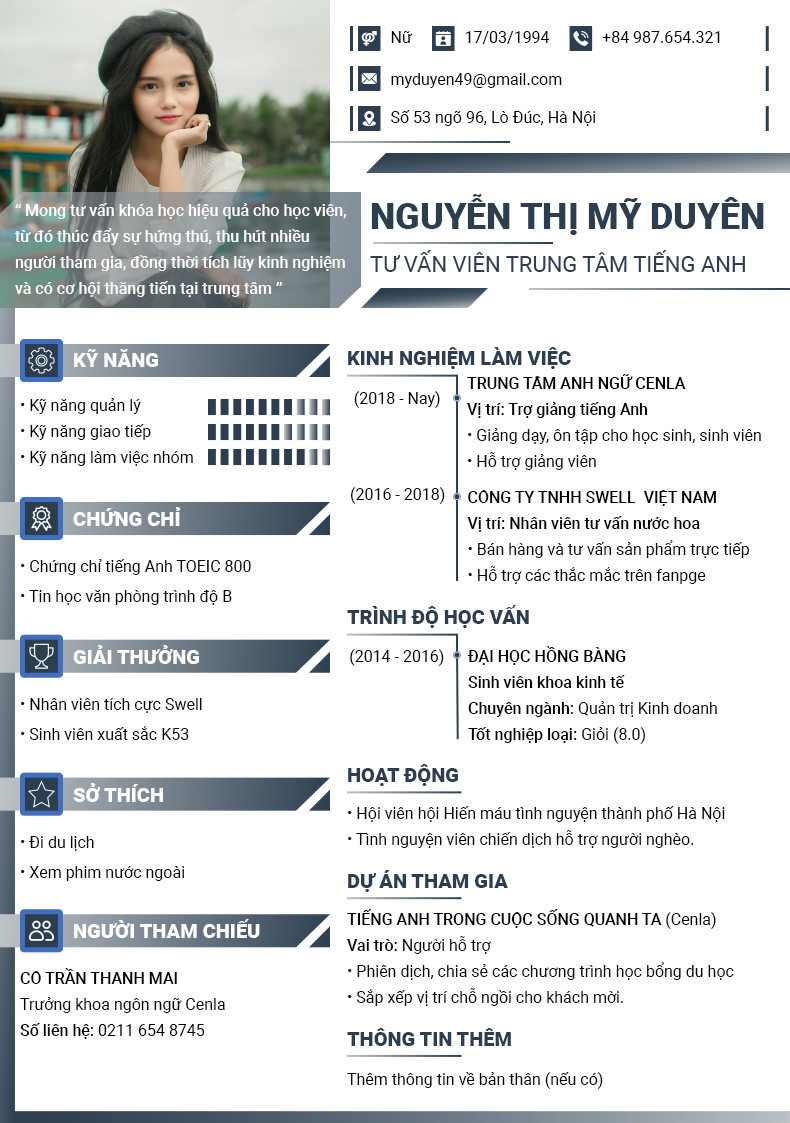 Nữ 17/03/1994 +84 987.654.321
myduyen49@gmail.com
Số 53 ngõ 96, Lò Đúc, Hà Nội
“ Mong tư vấn khóa học hiệu quả cho học viên,
từ đó thúc đẩy sự hứng thú, thu hút nhiều
người tham gia, đồng thời tích lũy kinh nghiệm
và có cơ hội thăng tiến tại trung tâm ”
NGUYỄN THỊ MỸ DUYÊN
TƯ VẤN VIÊN TRUNG TÂM TIẾNG ANH
KỸ NĂNG
• Kỹ năng quản lý
• Kỹ năng giao tiếp
• Kỹ năng làm việc nhóm
CHỨNG CHỈ
• Chứng chỉ tiếng Anh TOEIC 800
• Tin học văn phòng trình độ B
GIẢI THƯỞNG
• Nhân viên tích cực Swell
• Sinh viên xuất sắc K53
SỞ THÍCH
• Đi du lịch
• Xem phim nước ngoài
NGƯỜI THAM CHIẾU
CÔ TRẦN THANH MAI
Trưởng khoa ngôn ngữ Cenla
Số liên hệ: 0211 654 8745
KINH NGHIỆM LÀM VIỆC
(2018 - Nay)
TRUNG TÂM ANH NGỮ CENLA
Vị trí: Trợ giảng tiếng Anh
• Giảng dạy, ôn tập cho học sinh, sinh viên
• Hỗ trợ giảng viên
(2016 - 2018)
CÔNG TY TNHH SWELL VIỆT NAM
Vị trí: Nhân viên tư vấn nước hoa
• Bán hàng và tư vấn sản phẩm trực tiếp
• Hỗ trợ các thắc mắc trên fanpge
TRÌNH ĐỘ HỌC VẤN
(2014 - 2016)
ĐẠI HỌC HỒNG BÀNG
Sinh viên khoa kinh tế
Chuyên ngành: Quản trị Kinh doanh
Tốt nghiệp loại: Giỏi (8.0)
HOẠT ĐỘNG
• Hội viên hội Hiến máu tình nguyện thành phố Hà Nội
• Tình nguyện viên chiến dịch hỗ trợ người nghèo.
DỰ ÁN THAM GIA
TIẾNG ANH TRONG CUỘC SỐNG QUANH TA (Cenla)
Vai trò: Người hỗ trợ
• Phiên dịch, chia sẻ các chương trình học bổng du học
• Sắp xếp vị trí chỗ ngồi cho khách mời.
THÔNG TIN THÊM
Thêm thông tin về bản thân (nếu có)